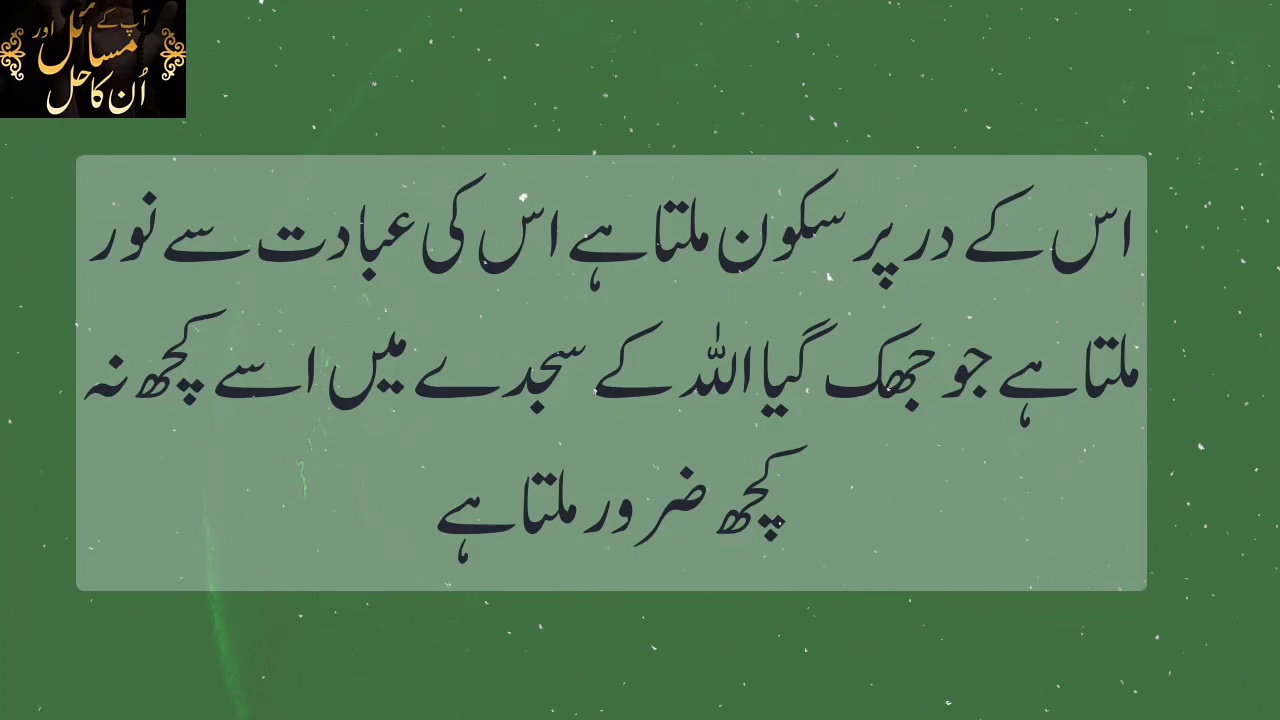 آپ کے مسائل اور
اُن کا حل
اس کے در پر سکون ملتا ہے اس کی عبادت سے نور
ملتا ہے جو جھک گیا اللہ کے سجدے میں اسے کچھ نہ
کچھ ضرور ملتا ہے